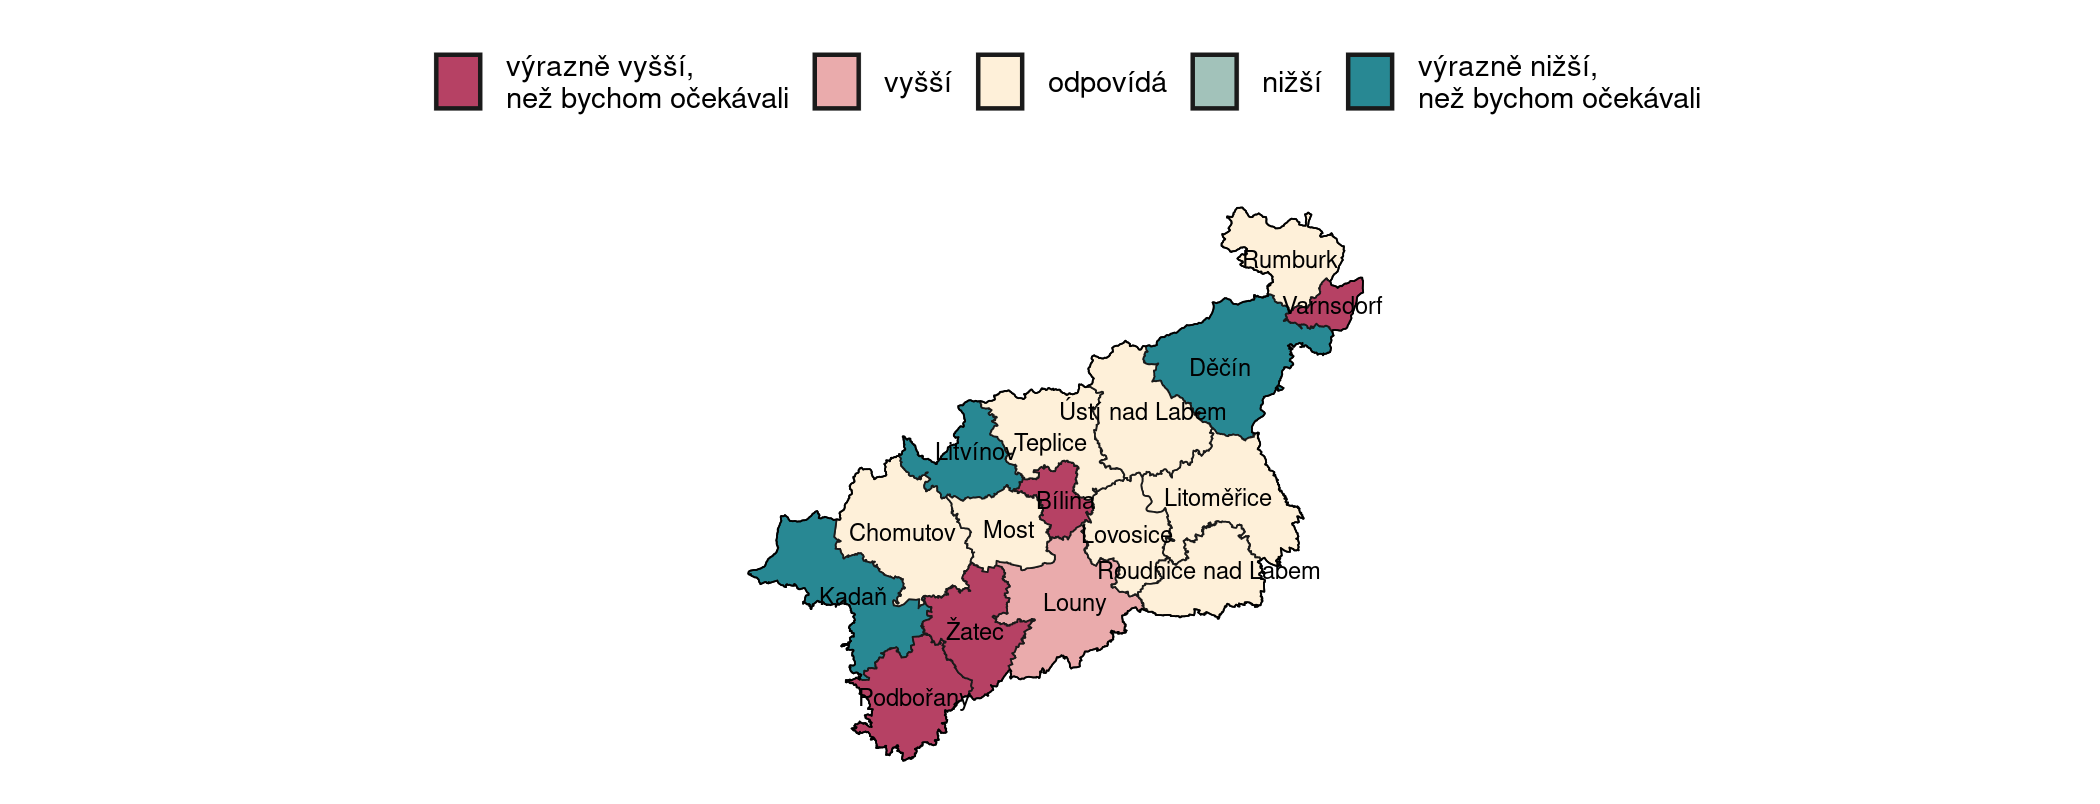 výrazně vyšší,
než bychom očekávali
vyšší
odpovídá
nižší
výrazně nižší,
než bychom očekávali
Rumburk
Varnsdorf
Děčín
Ústí nad Labem
Teplice
Litvínov
Bílina
Litoměřice
Chomutov
Most
Lovosice
Roudnice nad Labem
Kadaň
Louny
Žatec
Podbořany